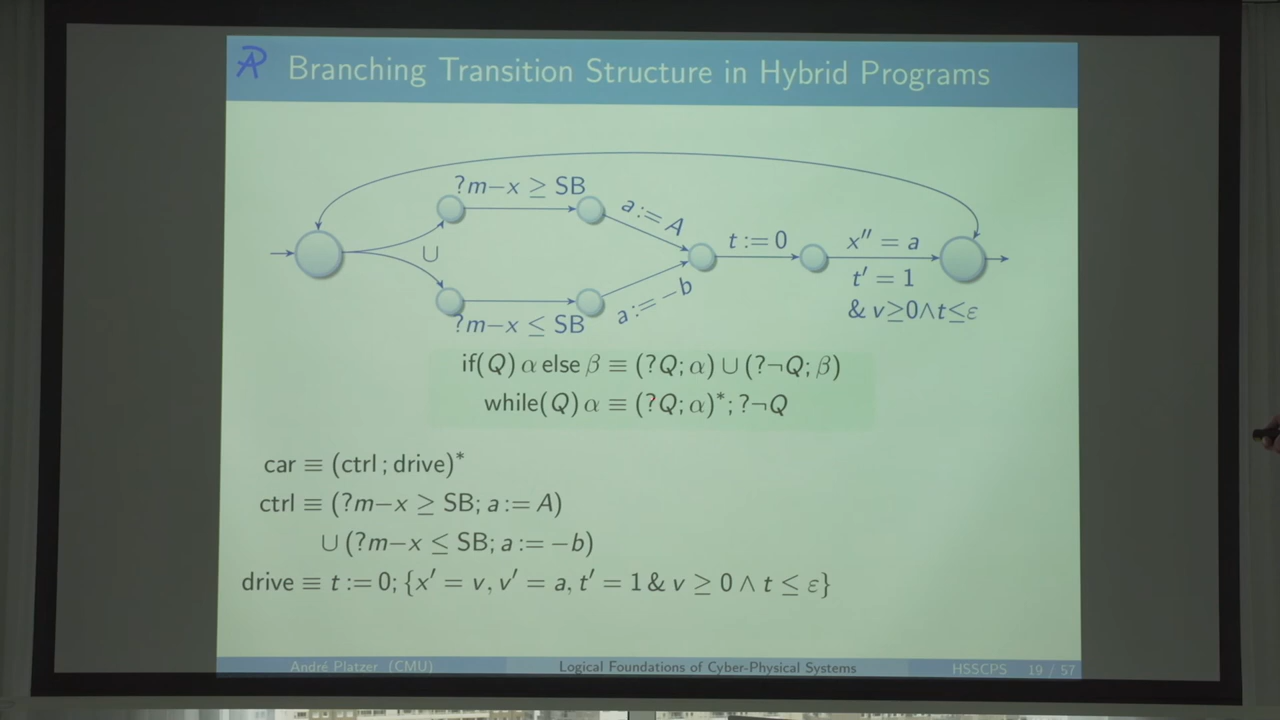 Branching Transition Structure in Hybrid Programs
?m−x ≥ SB
a := A
∪
t := 0
x′′ = a
t′ = 1
& v≥0∧t≤ε
?m−x ≤ SB
a := −b
if(Q) α else β ≡ (?Q; α) ∪ (?¬Q; β)
while(Q) α ≡ (?Q; α)*; ?¬Q
car ≡ (ctrl ; drive)*
ctrl ≡ (?m−x ≥ SB; a := A)
∪ (?m−x ≤ SB; a := −b)
drive ≡ t := 0; {x′ = v, v′ = a, t′ = 1 & v ≥ 0 ∧ t ≤ ε}
André Platzer (CMU) Logical Foundations of Cyber-Physical Systems HSSCPS 19 / 57